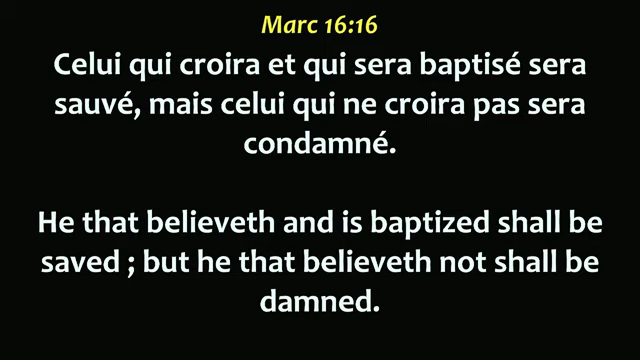 Marc 16:16
Celui qui croira et qui sera baptisé sera
sauvé, mais celui qui ne croira pas sera
condamné.
He that believeth and is baptized shall be
saved ; but he that believeth not shall be
damned.